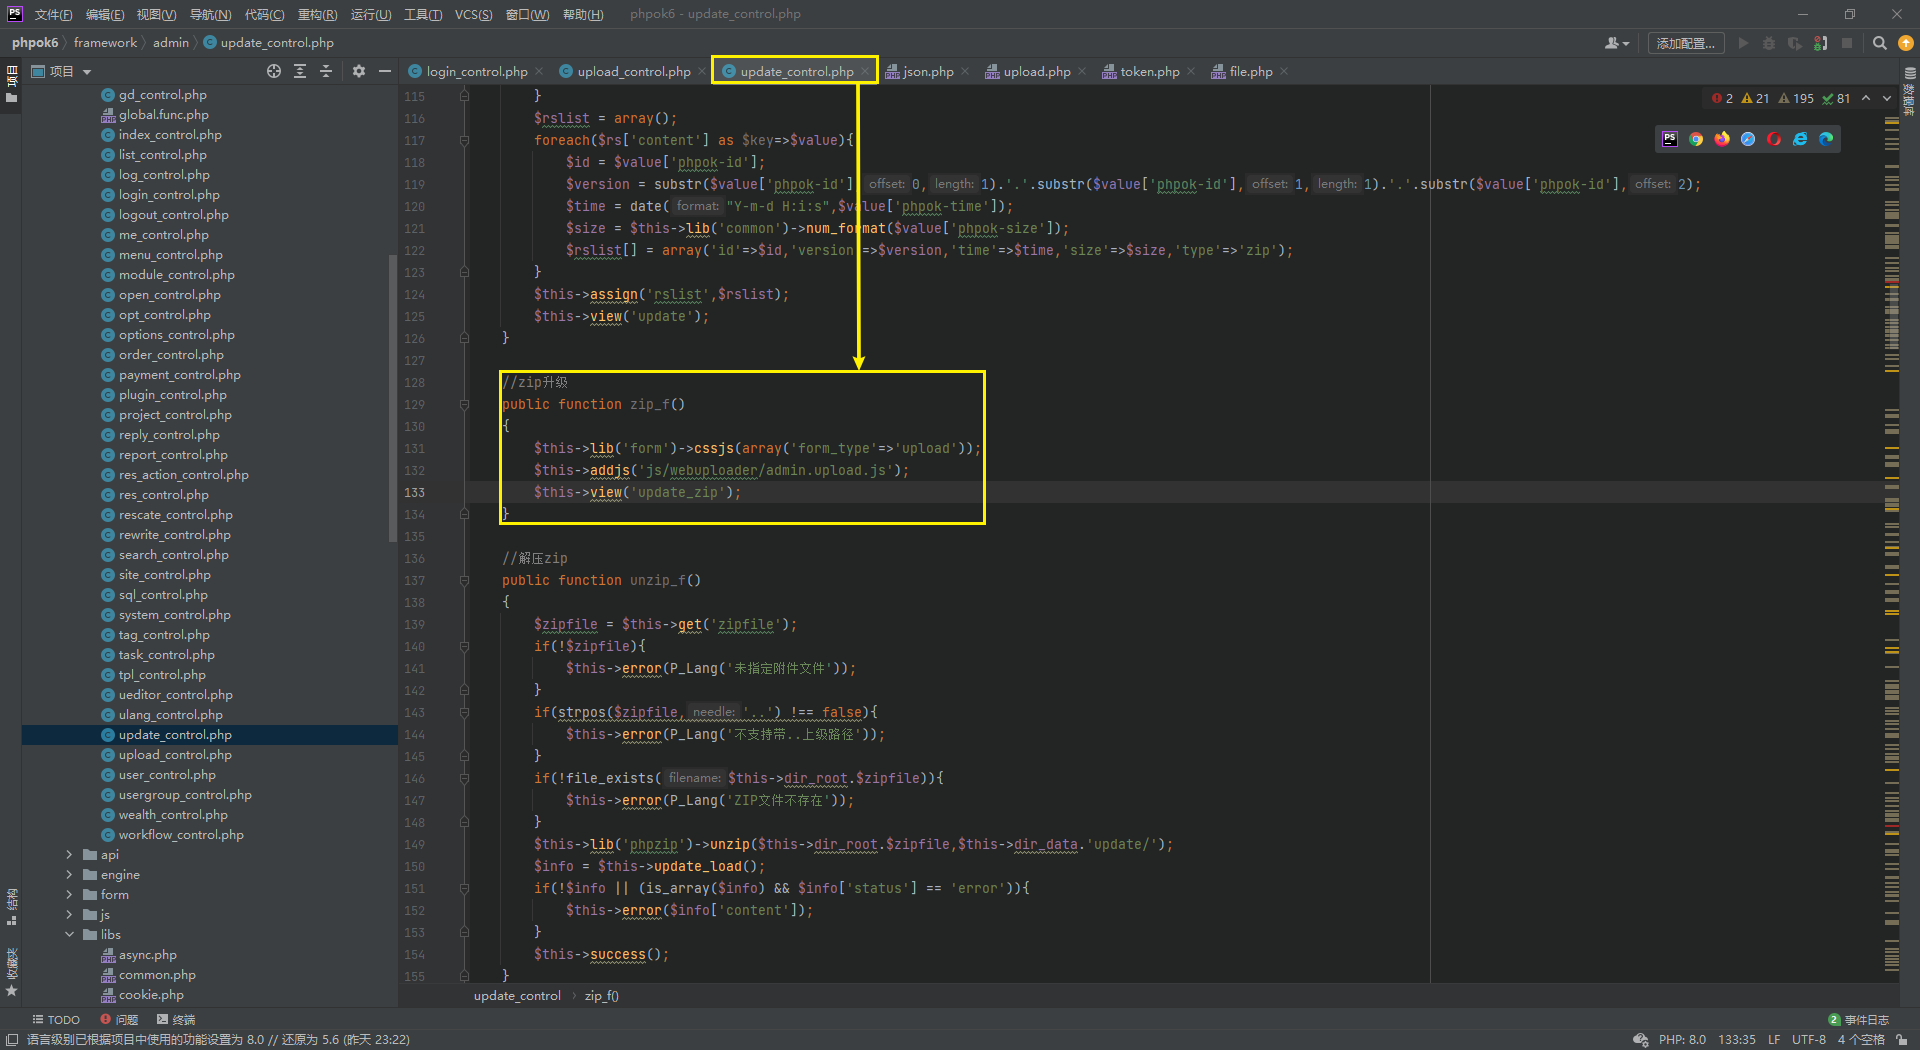 PS 文件(F) 编辑(E) 视图(V) 导航(N) 代码(C) 重构(R) 运行(U) 工具(T) VCS(S) 窗口(W) 帮助(H) phpok6 - update_control.php
phpok6 framework admin update_control.php 添加配置...
项目
项目
login_control.php upload_control.php update_control.php json.php upload.php token.php file.php
数据库
2 21 195 81
gd_control.php
global.func.php
index_control.php
list_control.php
log_control.php
login_control.php
logout_control.php
me_control.php
menu_control.php
module_control.php
open_control.php
opt_control.php
options_control.php
order_control.php
payment_control.php
plugin_control.php
project_control.php
reply_control.php
report_control.php
res_action_control.php
res_control.php
rescate_control.php
rewrite_control.php
search_control.php
site_control.php
sql_control.php
system_control.php
tag_control.php
task_control.php
tpl_control.php
ueditor_control.php
ulang_control.php
update_control.php
upload_control.php
user_control.php
usergroup_control.php
wealth_control.php
workflow_control.php
api
engine
form
js
libs
async.php
common.php
cookie.php
结构
收藏夹
115 }
116 $rslist = array();
117 foreach($rs['content'] as $key=>$value){
118 $id = $value['phpok-id'];
119 $version = substr($value['phpok-id'], offset: 0, length: 1).'.'.substr($value['phpok-id'], offset: 1, length: 1).'.'.substr($value['phpok-id'], offset: 2);
120 $time = date( format: "Y-m-d H:i:s",$value['phpok-time']);
121 $size = $this->lib('common')->num_format($value['phpok-size']);
122 $rslist[] = array('id'=>$id,'version'=>$version,'time'=>$time,'size'=>$size,'type'=>'zip');
123 }
124 $this->assign('rslist',$rslist);
125 $this->view('update');
126 }
127
128 //zip升级
129 public function zip_f()
130 {
131 $this->lib('form')->cssjs(array('form_type'=>'upload'));
132 $this->addjs('js/webuploader/admin.upload.js');
133 $this->view('update_zip');
134 }
135
136 //解压zip
137 public function unzip_f()
138 {
139 $zipfile = $this->get('zipfile');
140 if(!$zipfile){
141 $this->error(P_Lang('未指定附件文件'));
142 }
143 if(strpos($zipfile, needle: '..') !== false){
144 $this->error(P_Lang('不支持带..上级路径'));
145 }
146 if(!file_exists( filename: $this->dir_root.$zipfile)){
147 $this->error(P_Lang('ZIP文件不存在'));
148 }
149 $this->lib('phpzip')->unzip($this->dir_root.$zipfile,$this->dir_data.'update/');
150 $info = $this->update_load();
151 if(!$info || (is_array($info) && $info['status'] == 'error')){
152 $this->error($info['content']);
153 }
154 $this->success();
155 }
update_control zip_f()
TODO 问题 终端 2 事件日志
语言级别已根据项目中使用的功能设置为 8.0 // 还原为 5.6 (昨天 23:22) PHP: 8.0 133:35 LF UTF-8 4 个空格